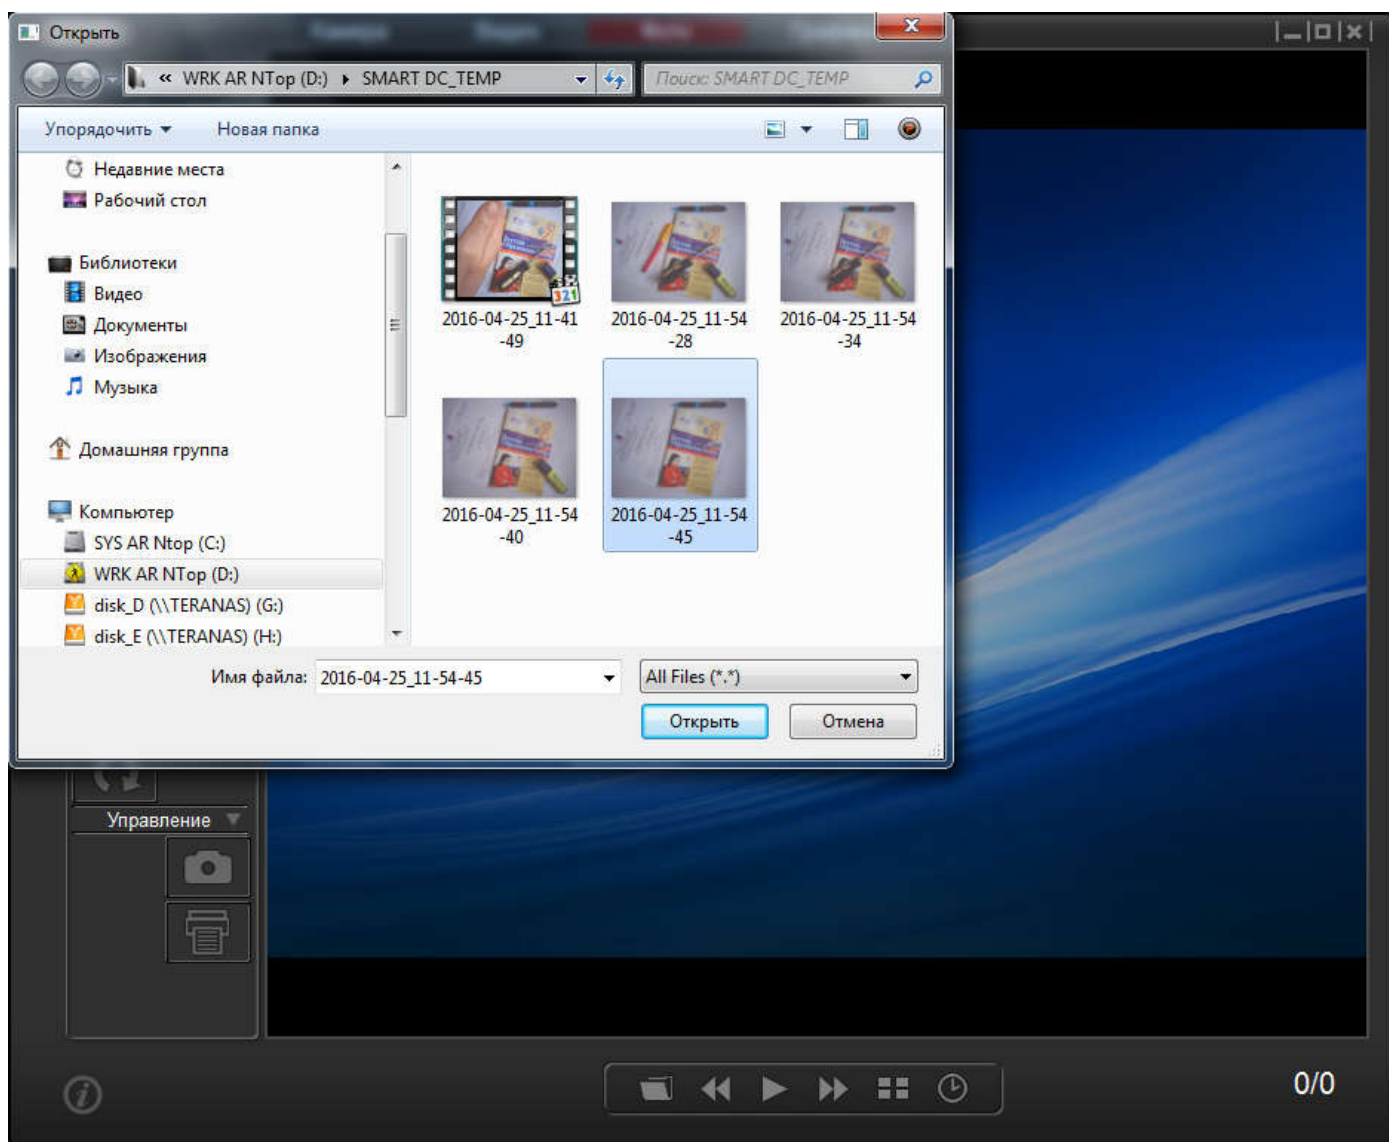 Открыть
« WRK AR NTop (D:) ▸ SMART DC_TEMP
Поиск: SMART DC_TEMP
Упорядочить
Новая папка
Недавние места
Рабочий стол
Библиотеки
Видео
Документы
Изображения
Музыка
Домашняя группа
Компьютер
SYS AR Ntop (C:)
WRK AR NTop (D:)
disk_D (\\TERANAS) (G:)
disk_E (\\TERANAS) (H:)
321
2016-04-25_11-41
-49
2016-04-25_11-54
-28
2016-04-25_11-54
-34
2016-04-25_11-54
-40
2016-04-25_11-54
-45
Имя файла: 2016-04-25_11-54-45
All Files (*.*)
Открыть
Отмена
Управление
0/0